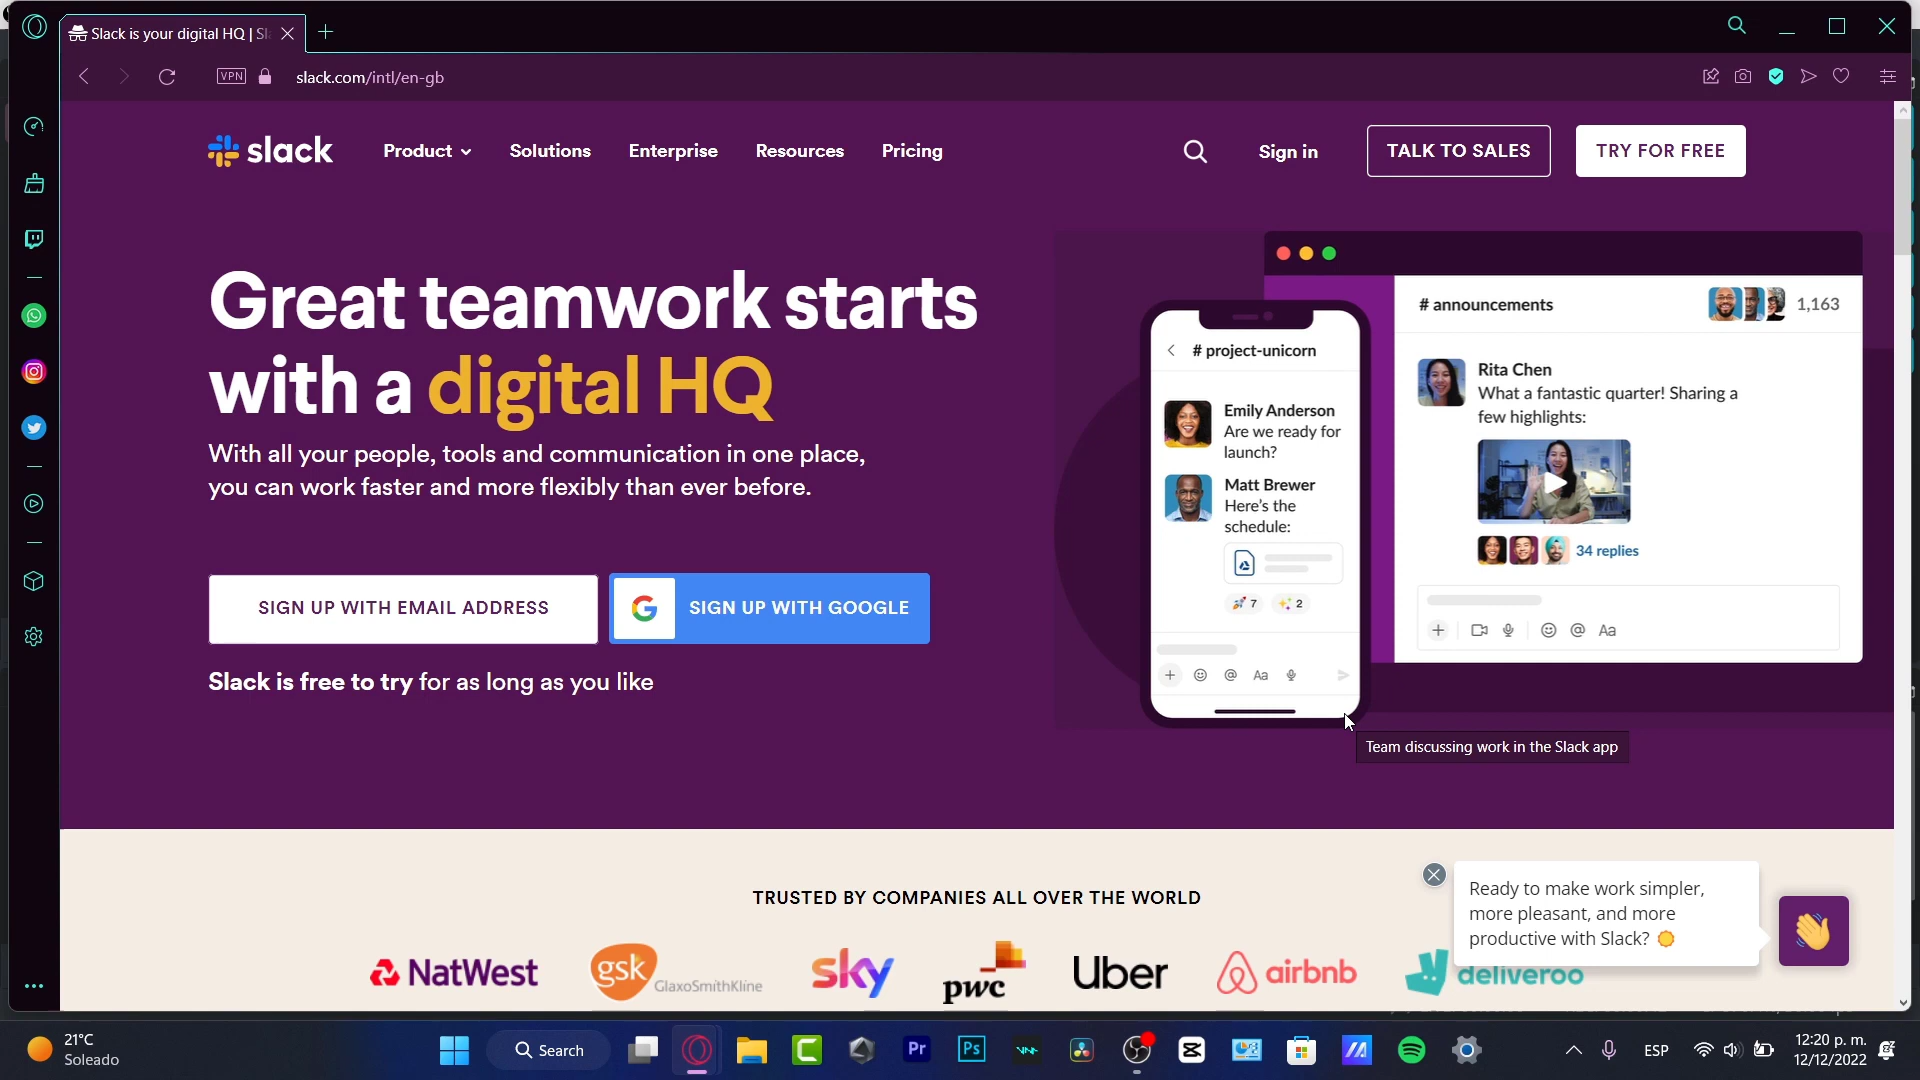 Slack is your digital HQ | Sl
VPN
slack.com/intl/en-gb
slack
Product
Solutions
Enterprise
Resources
Pricing
Sign in
TALK TO SALES
TRY FOR FREE
Great teamwork starts
with a digital HQ
With all your people, tools and communication in one place,
you can work faster and more flexibly than ever before.
SIGN UP WITH EMAIL ADDRESS
G
SIGN UP WITH GOOGLE
Slack is free to try for as long as you like
# project-unicorn
Emily Anderson
Are we ready for
launch?
Matt Brewer
Here's the
schedule:
7
2
@
Aa
# announcements
1,163
Rita Chen
What a fantastic quarter! Sharing a
few highlights:
34 replies
@
Aa
Team discussing work in the Slack app
TRUSTED BY COMPANIES ALL OVER THE WORLD
NatWest
gsk
GlaxoSmithKline
sky
pwc
Uber
airbnb
deliveroo
Ready to make work simpler,
more pleasant, and more
productive with Slack?
21°C
Soleado
Search
Pr
Ps
ESP
12:20 p. m.
12/12/2022